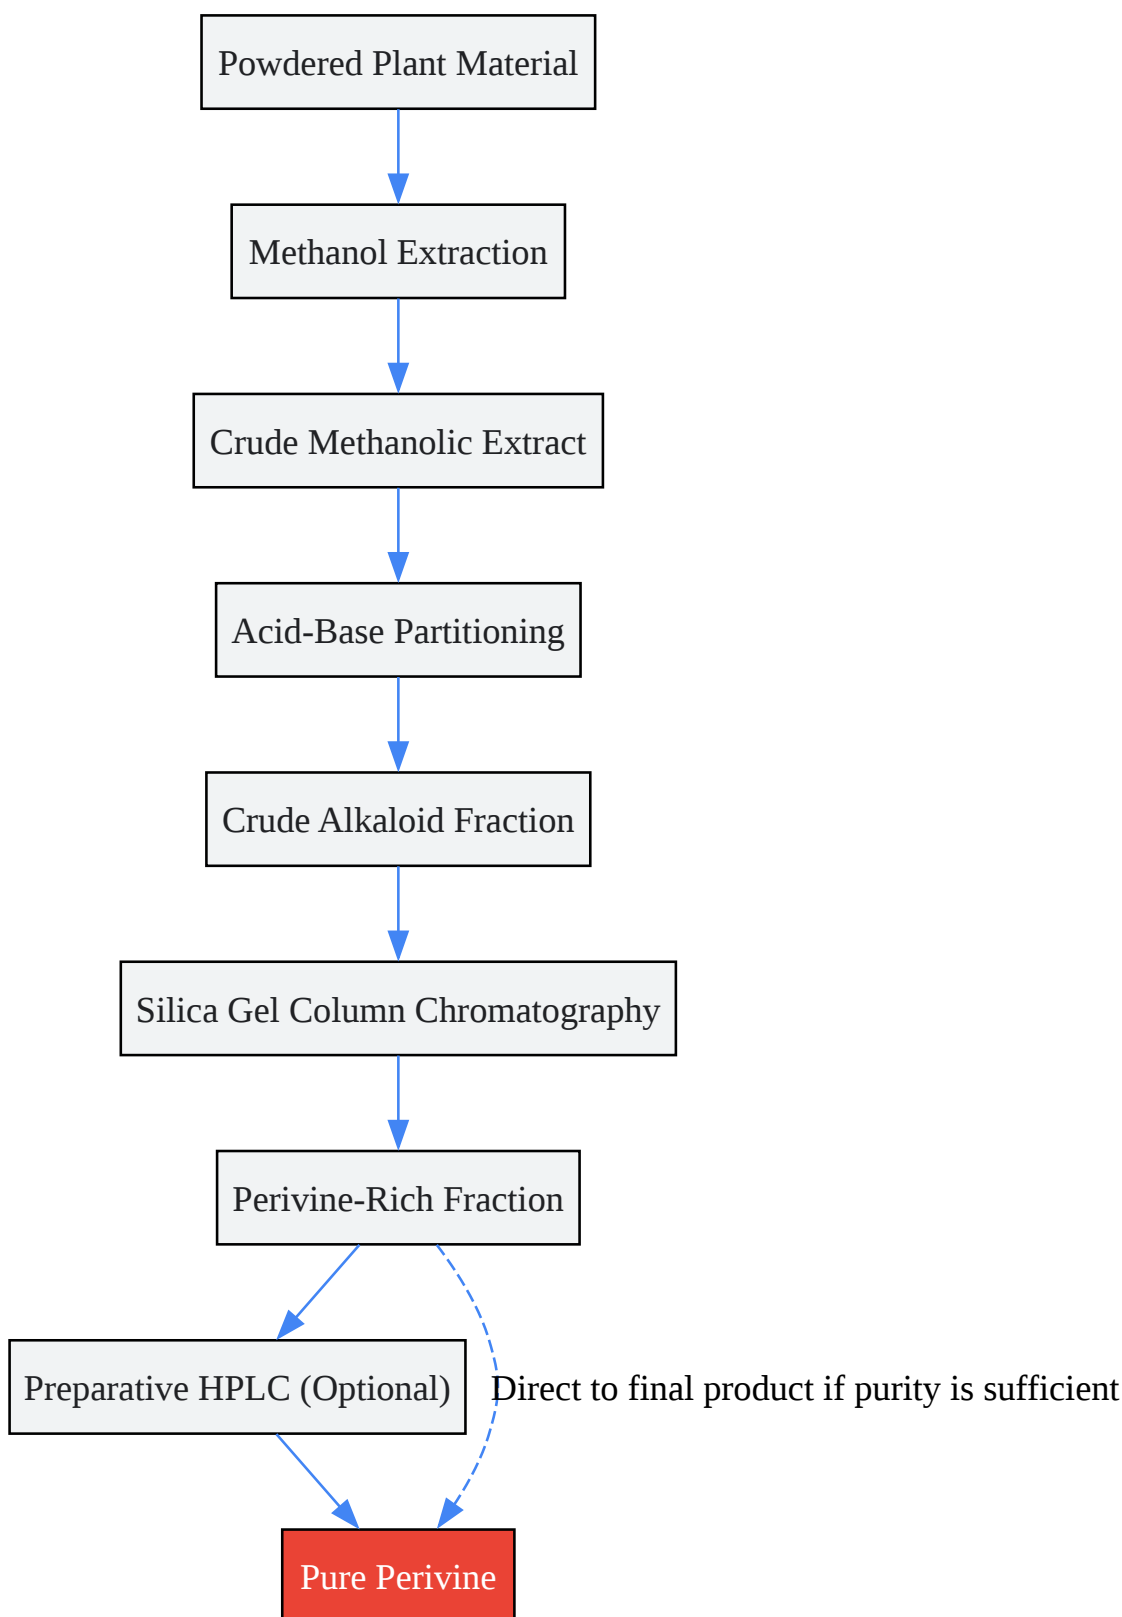 Powdered Plant Material
Methanol Extraction
Crude Methanolic Extract
Acid-Base Partitioning
Crude Alkaloid Fraction
Silica Gel Column Chromatography
Perivine-Rich Fraction
Preparative HPLC (Optional)
Direct to final product if purity is sufficient
Pure Perivine